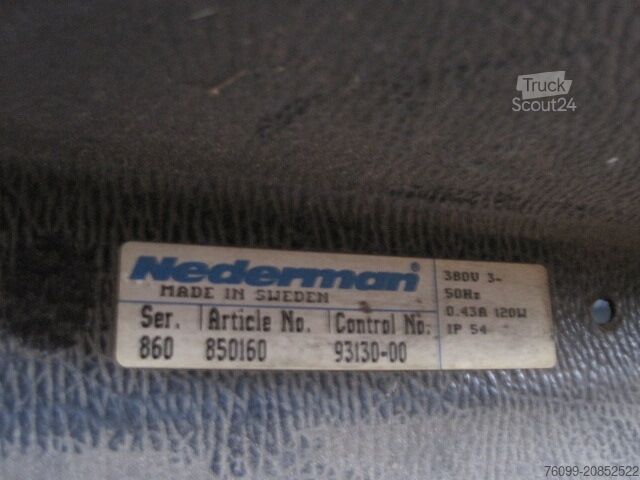 Truck
Scout24
Nederman®
MADE IN SWEDEN
Ser. Article No. Control No.
860 850160 93130-00
380V 3~
50Hz
0.43A 120W
IP 54
76099-20852522